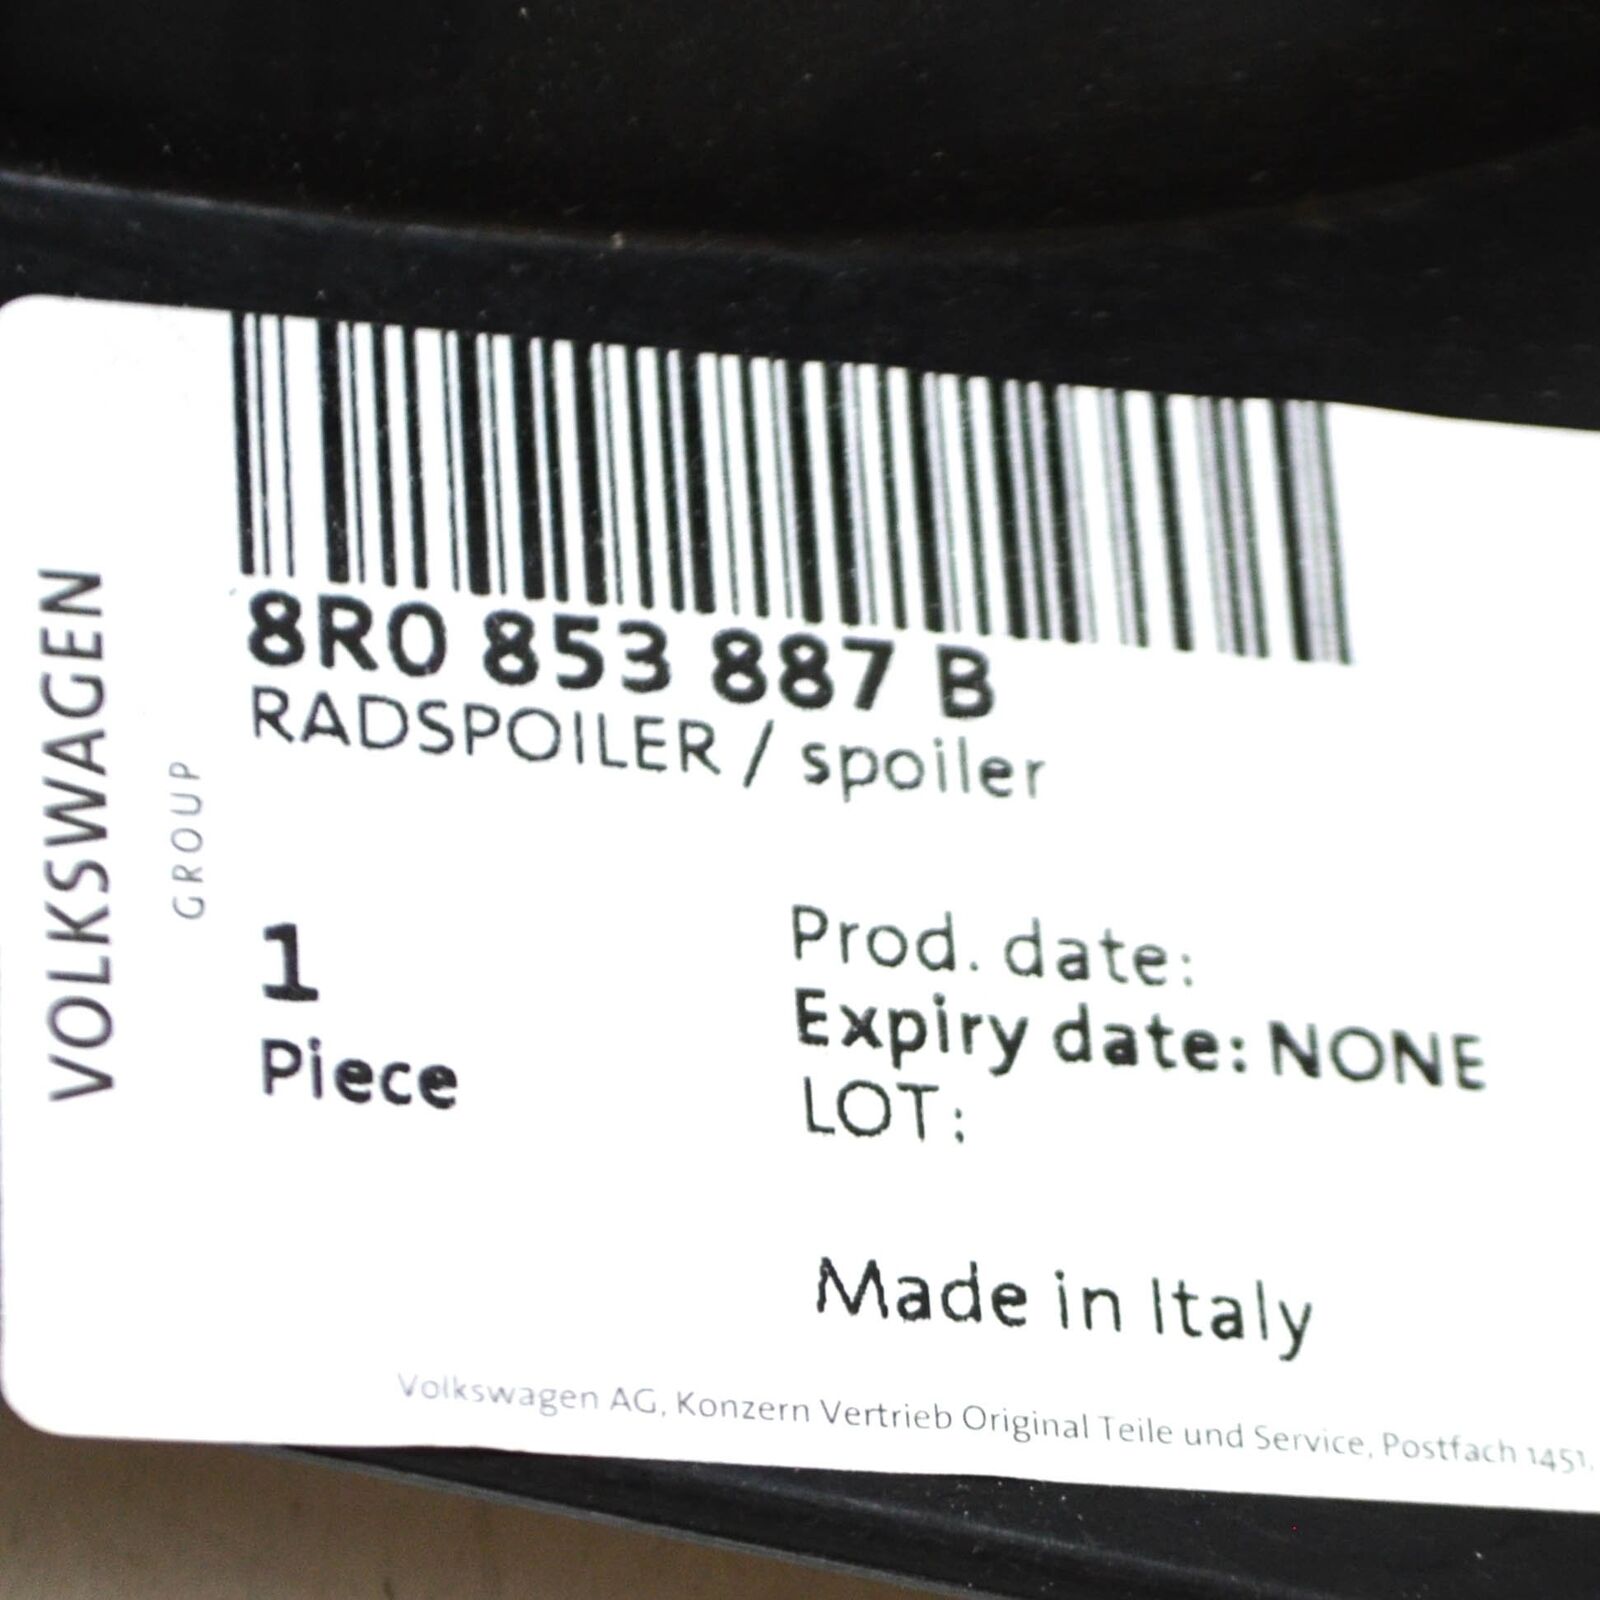 VOLKSWAGEN
GROUP
8R0 853 887 B
RADSPOILER / spoiler
1
Piece
Prod. date:
Expiry date: NONE
LOT:
Made in Italy
Volkswagen AG, Konzern Vertrieb Original Teile und Service, Postfach 1451,